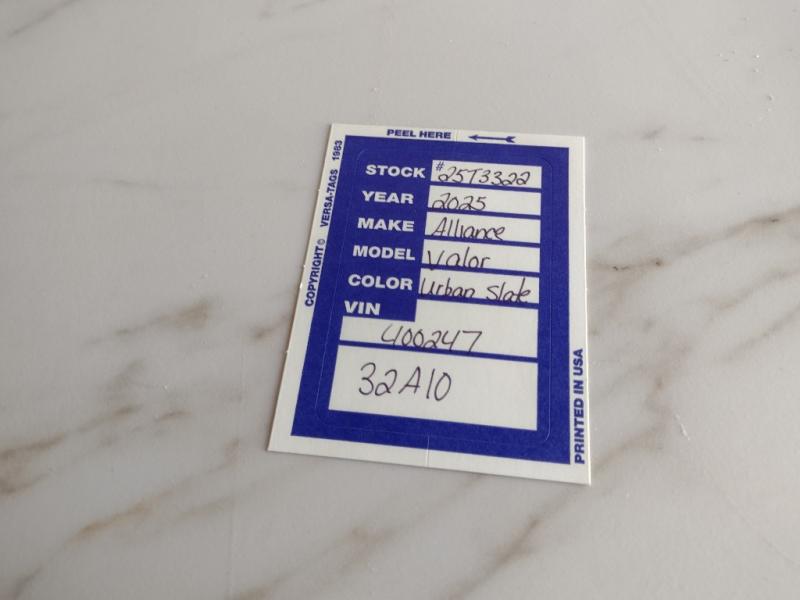 PEEL HERE
STOCK #25T3322
YEAR 2025
MAKE Alliance
MODEL Valor
COLOR Urban Slate
VIN
400247
32A10
COPYRIGHT© VERSA-TAGS 1983
PRINTED IN USA